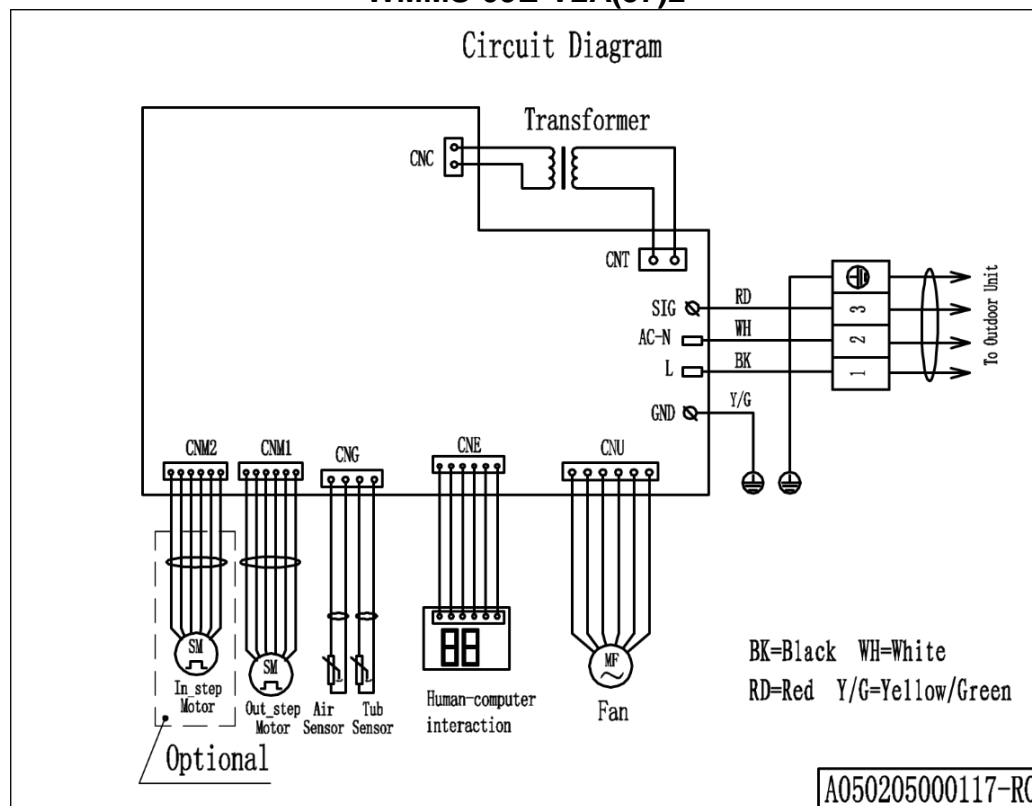 Circuit Diagram
Transformer
CNC
CNT
SIG
RD
3
AC-N
WH
2
L
BK
1
GND
Y/G
To Outdoor Unit
CNM2
CNM1
CNG
CNE
CNU
SM
SM
MF
In_step
Motor
Out_step
Motor
Air
Sensor
Tub
Sensor
Human-computer
interaction
Fan
Optional
BK=Black WH=White
RD=Red Y/G=Yellow/Green